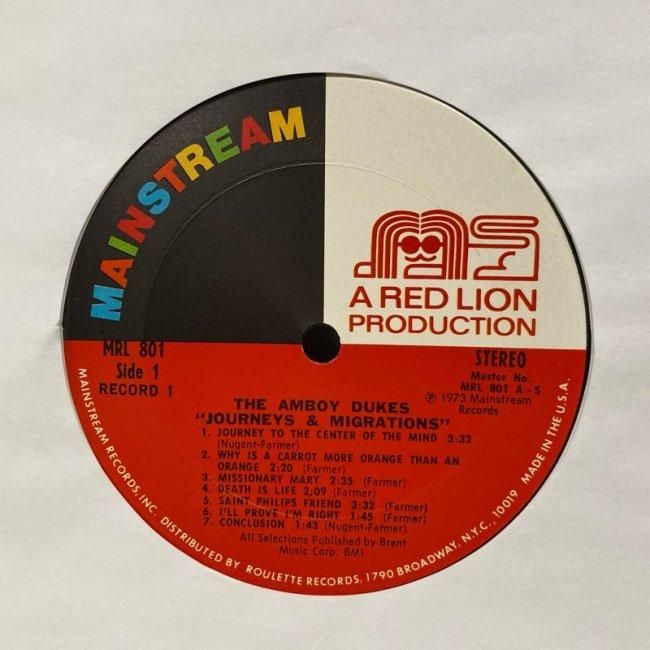 MAINSTREAM
A RED LION
PRODUCTION
MRL 801
Side 1
RECORD 1
STEREO
Master No.
MRL 801 A-S
℗ 1973 Mainstream
Records
THE AMBOY DUKES
"JOURNEYS & MIGRATIONS"
1. JOURNEY TO THE CENTER OF THE MIND 3:32
(Nugent-Farmer)
2. WHY IS A CARROT MORE ORANGE THAN AN
ORANGE 2:20 (Farmer)
3. MISSIONARY MARY 2:35 (Farmer)
4. DEATH IS LIFE 2;09 (Farmer)
5. SAINT PHILIPS FRIEND 3:32 (Farmer)
6. I'LL PROVE I'M RIGHT 1:45 (Farmer)
7. CONCLUSION 1:43 (Nugent-Farmer)
All Selections Published by Brent
Music Corp. BMI
MAINSTREAM RECORDS, INC. DISTRIBUTED BY ROULETTE RECORDS, 1790 BROADWAY, N.Y.C., 10019 MADE IN THE U.S.A.